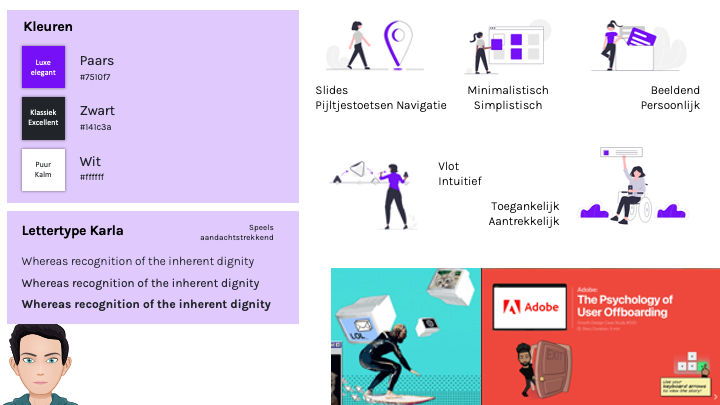 Kleuren
Luxe
elegant
Paars
#7510f7
Klassiek
Excellent
Zwart
#141c3a
Puur
Kalm
Wit
#ffffff
Lettertype Karla
Speels
aandachtstrekkend
Whereas recognition of the inherent dignity
Whereas recognition of the inherent dignity
Whereas recognition of the inherent dignity
Slides
Pijltjestoetsen Navigatie
Minimalistisch
Simplistisch
Beeldend
Persoonlijk
Vlot
Intuitief
Toegankelijk
Aantrekkelijk
LOL
Adobe
Adobe:
The Psychology of
User Offboarding
EXIT
Use your
keyboard arrows
to view the story!